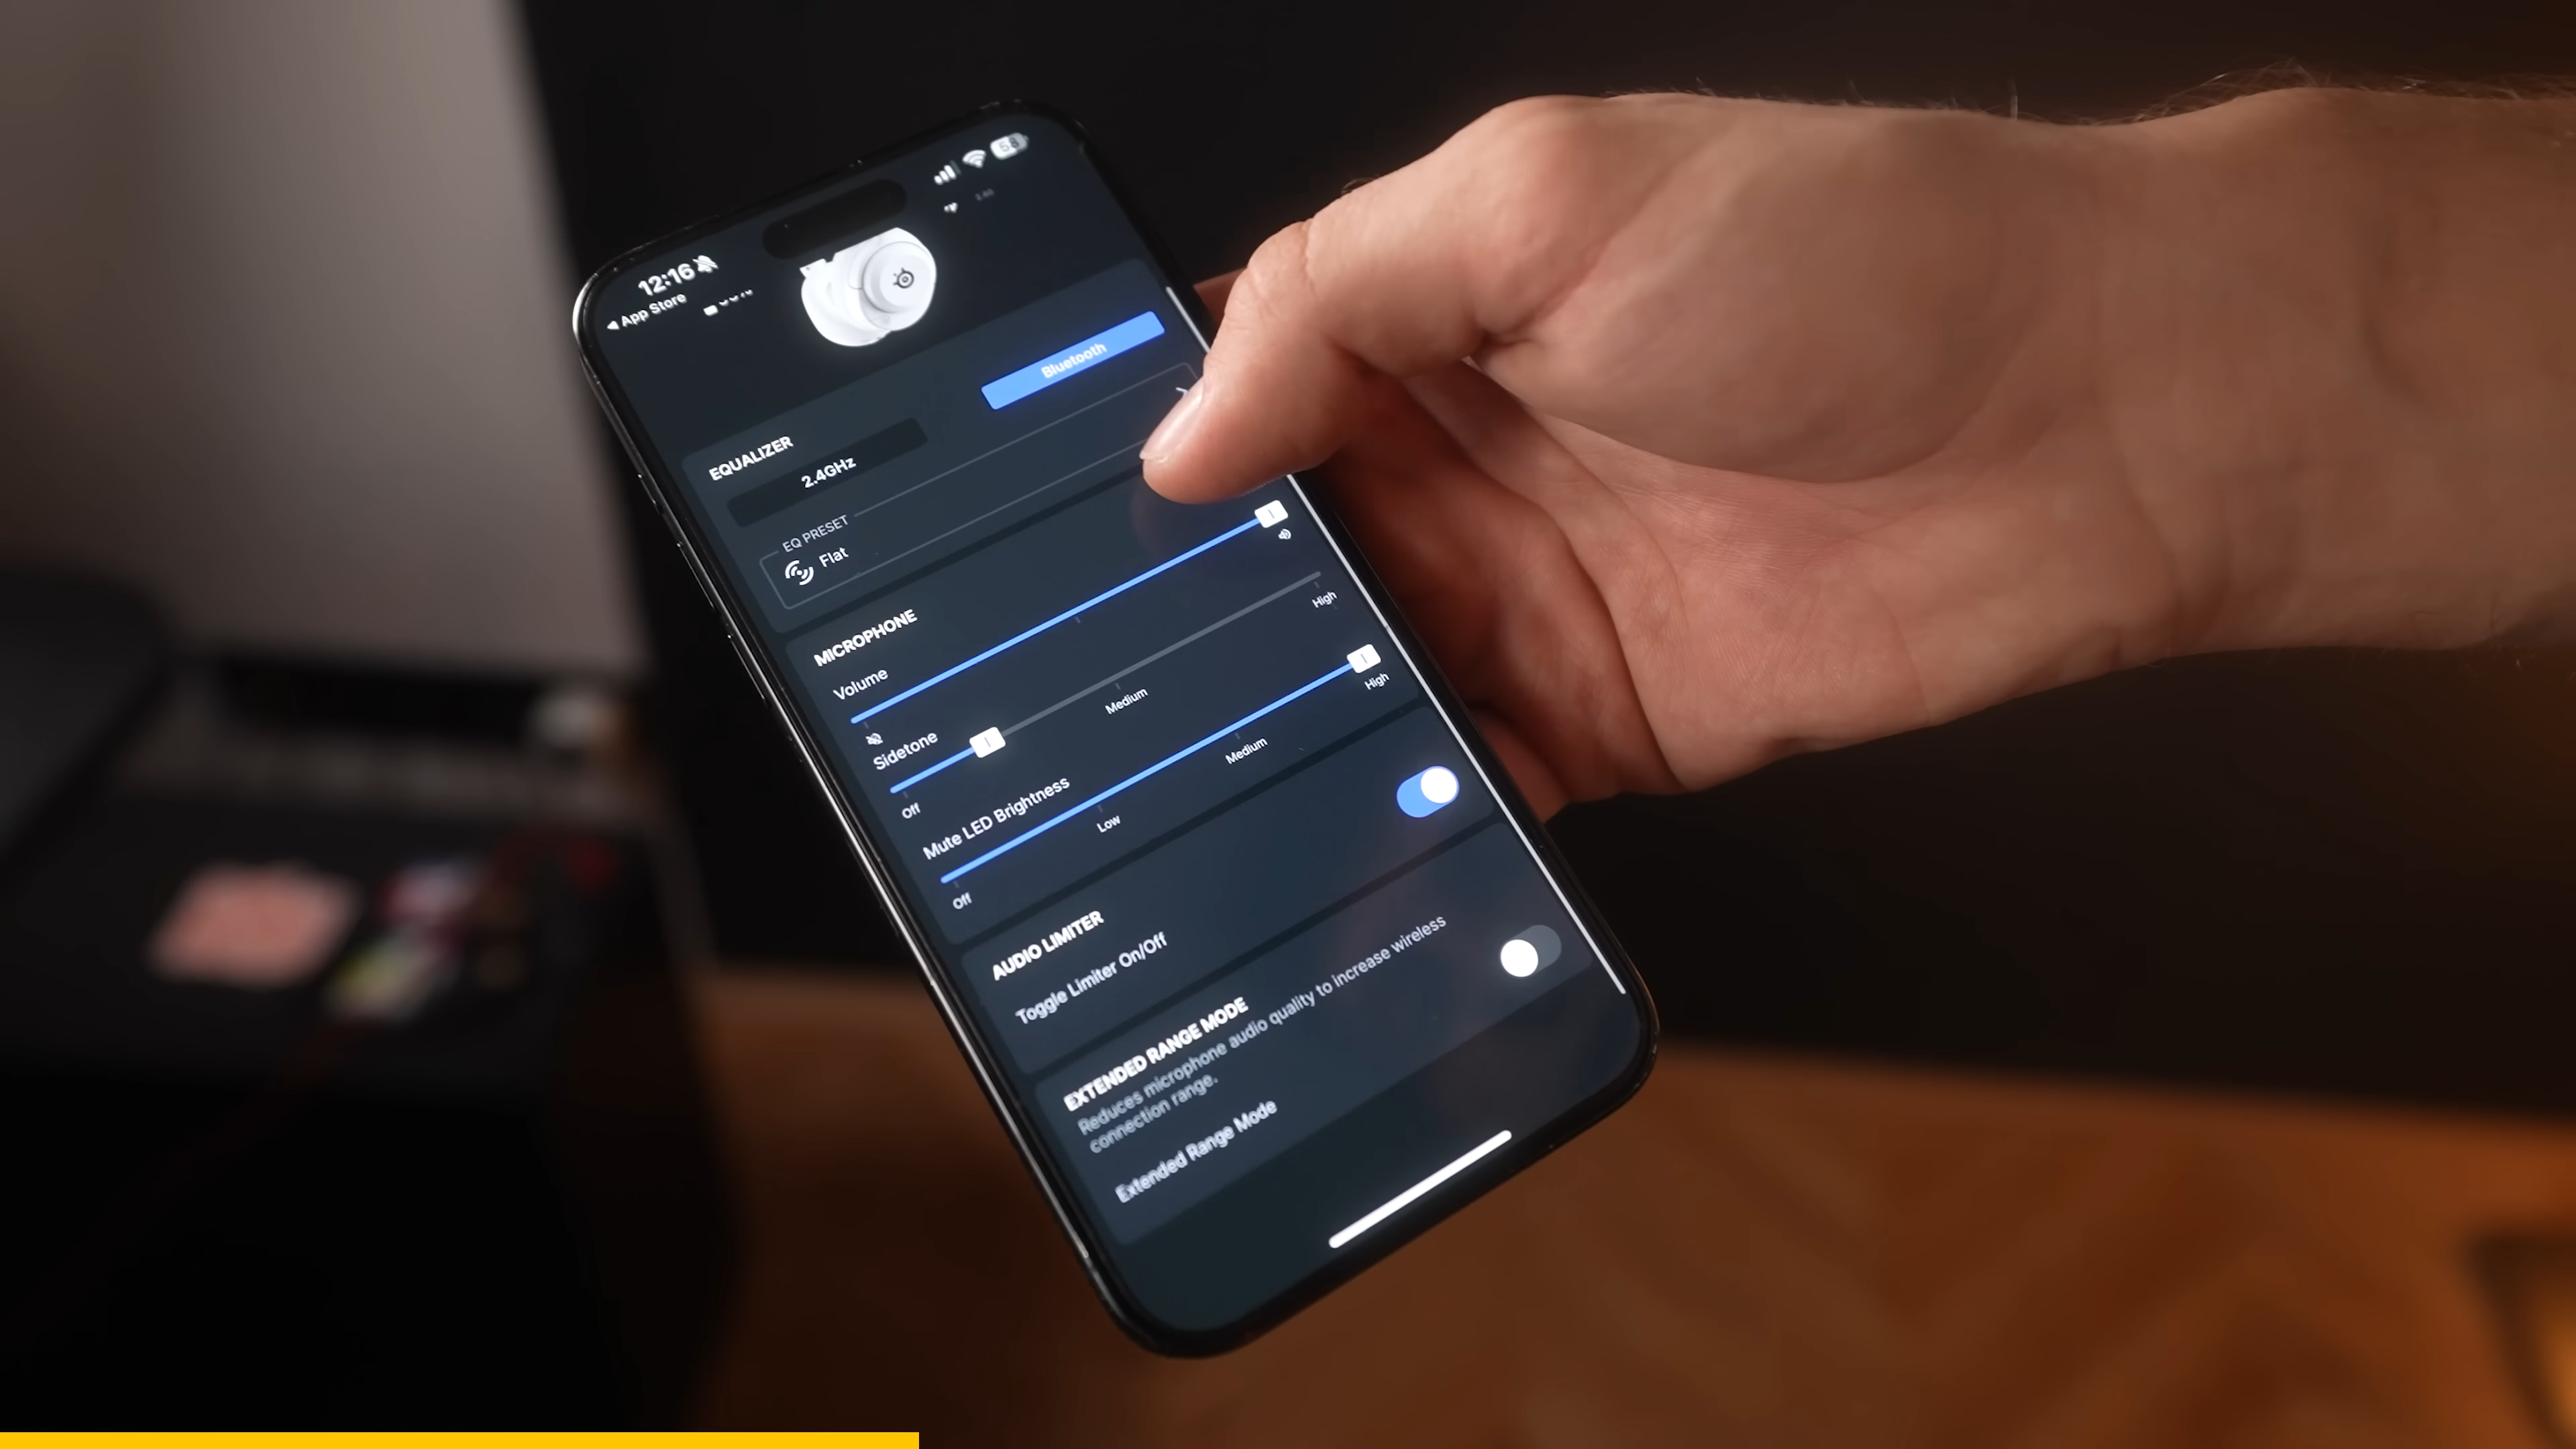 12:16
58
App Store
EQUALIZER
2.4GHz
Bluetooth
EQ PRESET
Flat
MICROPHONE
Volume
Sidetone
Off
Medium
High
Mute LED Brightness
Off
Low
Medium
High
AUDIO LIMITER
Toggle Limiter On/Off
EXTENDED RANGE MODE
Reduces microphone audio quality to increase wireless
connection range.
Extended Range Mode